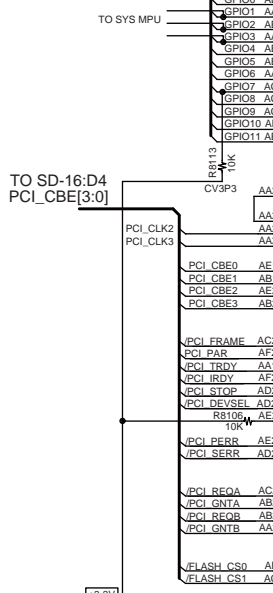 GPIO0
TO SYS MPU
GPIO1
GPIO2
GPIO3
GPIO4
GPIO5
GPIO6
GPIO7
GPIO8
GPIO9
GPIO10
GPIO11
R8113
10K
CV3P3
TO SD-16:D4
PCI_CBE[3:0]
PCI_CLK2
PCI_CLK3
PCI_CBE0
PCI_CBE1
PCI_CBE2
PCI_CBE3
/PCI_FRAME
PCI_PAR
/PCI_TRDY
/PCI_IRDY
/PCI_STOP
/PCI_DEVSEL
R8106
10K
/PCI_PERR
/PCI_SERR
/PCI_REQA
/PCI_GNTA
/PCI_REQB
/PCI_GNTB
/FLASH_CS0
/FLASH_CS1